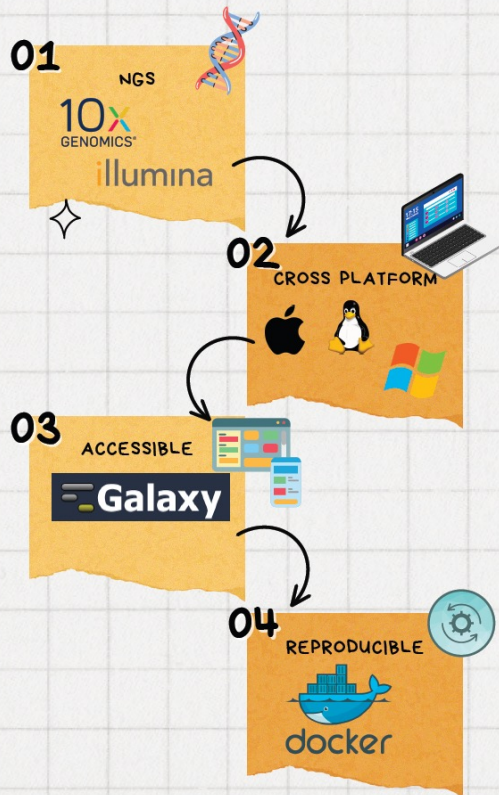 01
NGS
10x
GENOMICS®
illumina
02
CROSS PLATFORM
03
ACCESSIBLE
Galaxy
04
REPRODUCIBLE
docker